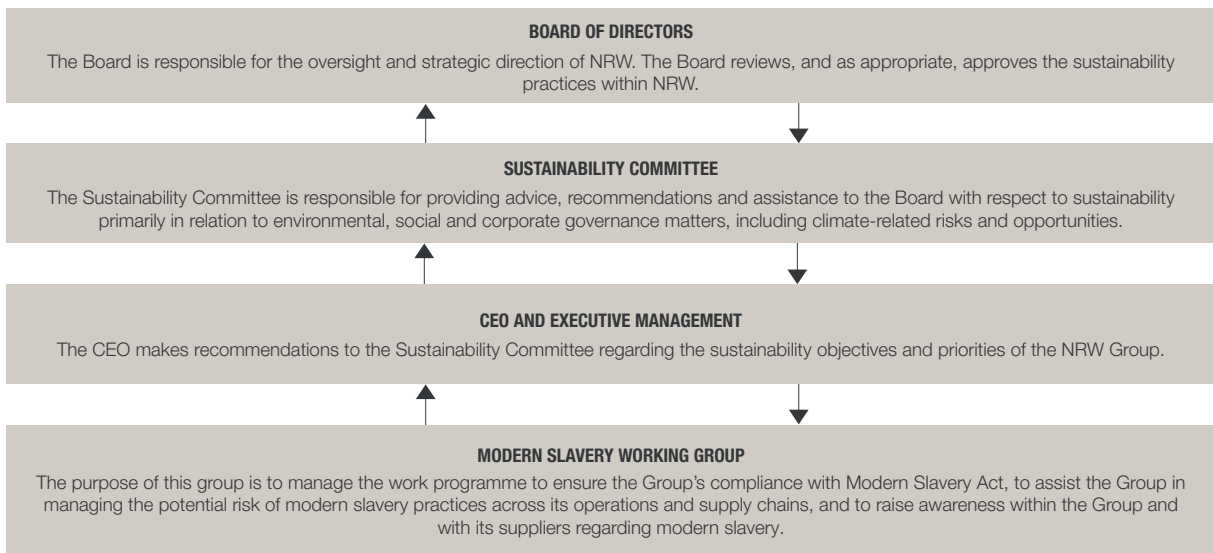 BOARD OF DIRECTORS
The Board is responsible for the oversight and strategic direction of NRW. The Board reviews, and as appropriate, approves the sustainability
practices within NRW.
SUSTAINABILITY COMMITTEE
The Sustainability Committee is responsible for providing advice, recommendations and assistance to the Board with respect to sustainability
primarily in relation to environmental, social and corporate governance matters, including climate-related risks and opportunities.
CEO AND EXECUTIVE MANAGEMENT
The CEO makes recommendations to the Sustainability Committee regarding the sustainability objectives and priorities of the NRW Group.
MODERN SLAVERY WORKING GROUP
The purpose of this group is to manage the work programme to ensure the Group’s compliance with Modern Slavery Act, to assist the Group in
managing the potential risk of modern slavery practices across its operations and supply chains, and to raise awareness within the Group and
with its suppliers regarding modern slavery.